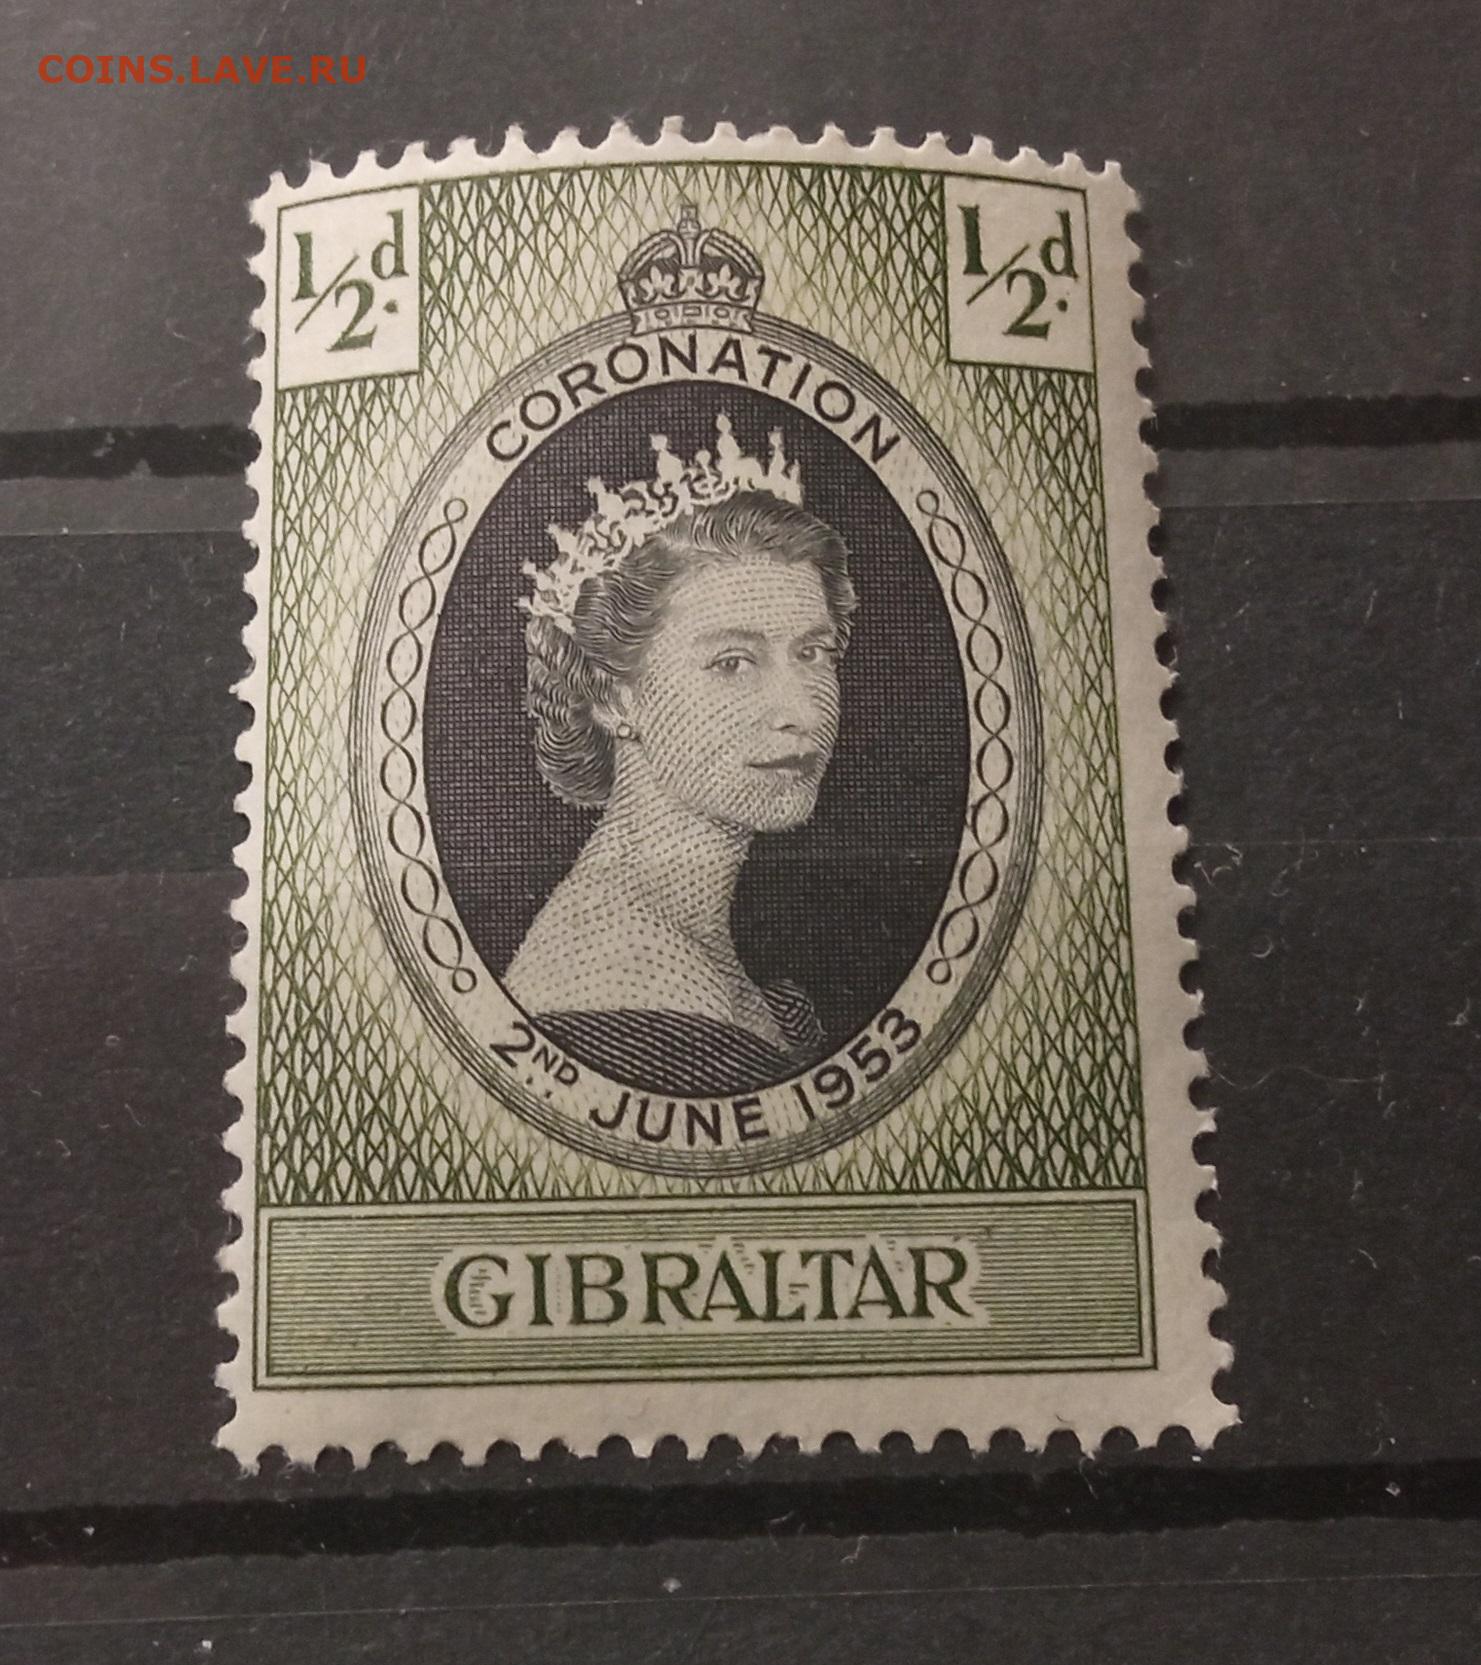 COINS.LAVE.RU
1/2d.
1/2d.
CORONATION
2ND JUNE 1953
GIBRALTAR